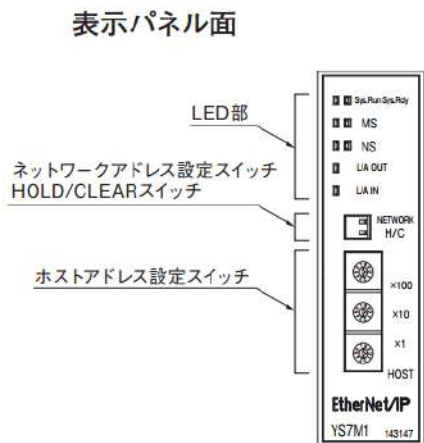 表示パネル面
LED部
ネットワークアドレス設定スイッチ
HOLD/CLEARスイッチ
ホストアドレス設定スイッチ
Sys.Run Sys.Rdy
MS
NS
L/A OUT
L/A IN
NETWORK
H/C
×100
×10
×1
HOST
EtherNet/IP
YS7M1 143147